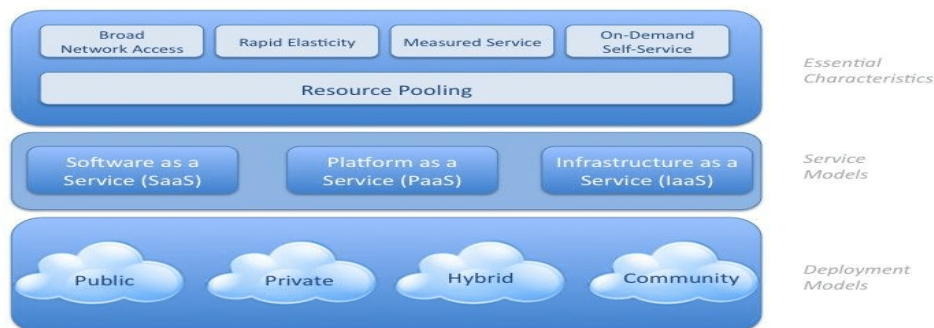 Broad
Network Access
Rapid Elasticity
Measured Service
On-Demand
Self-Service
Resource Pooling
Essential
Characteristics
Software as a
Service (SaaS)
Platform as a
Service (PaaS)
Infrastructure as a
Service (IaaS)
Service
Models
Public
Private
Hybrid
Community
Deployment
Models